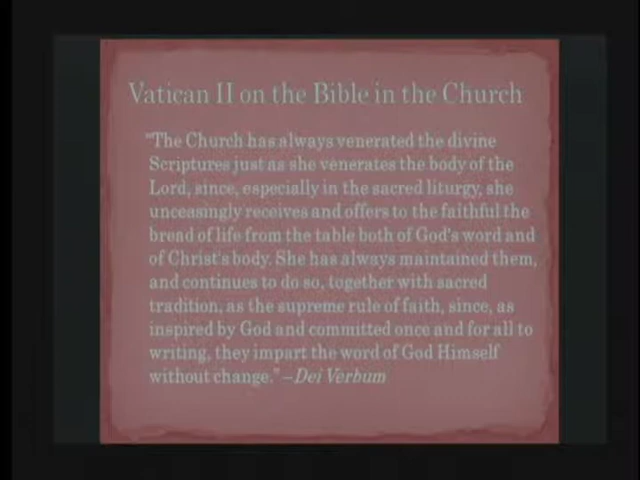 Vatican II on the Bible in the Church
"The Church has always venerated the divine
Scriptures just as she venerates the body of the
Lord, since, especially in the sacred liturgy, she
unceasingly receives and offers to the faithful the
bread of life from the table both of God's word and
of Christ's body. She has always maintained them,
and continues to do so, together with sacred
tradition, as the supreme rule of faith, since, as
inspired by God and committed once and for all to
writing, they impart the word of God Himself
without change." –Dei Verbum